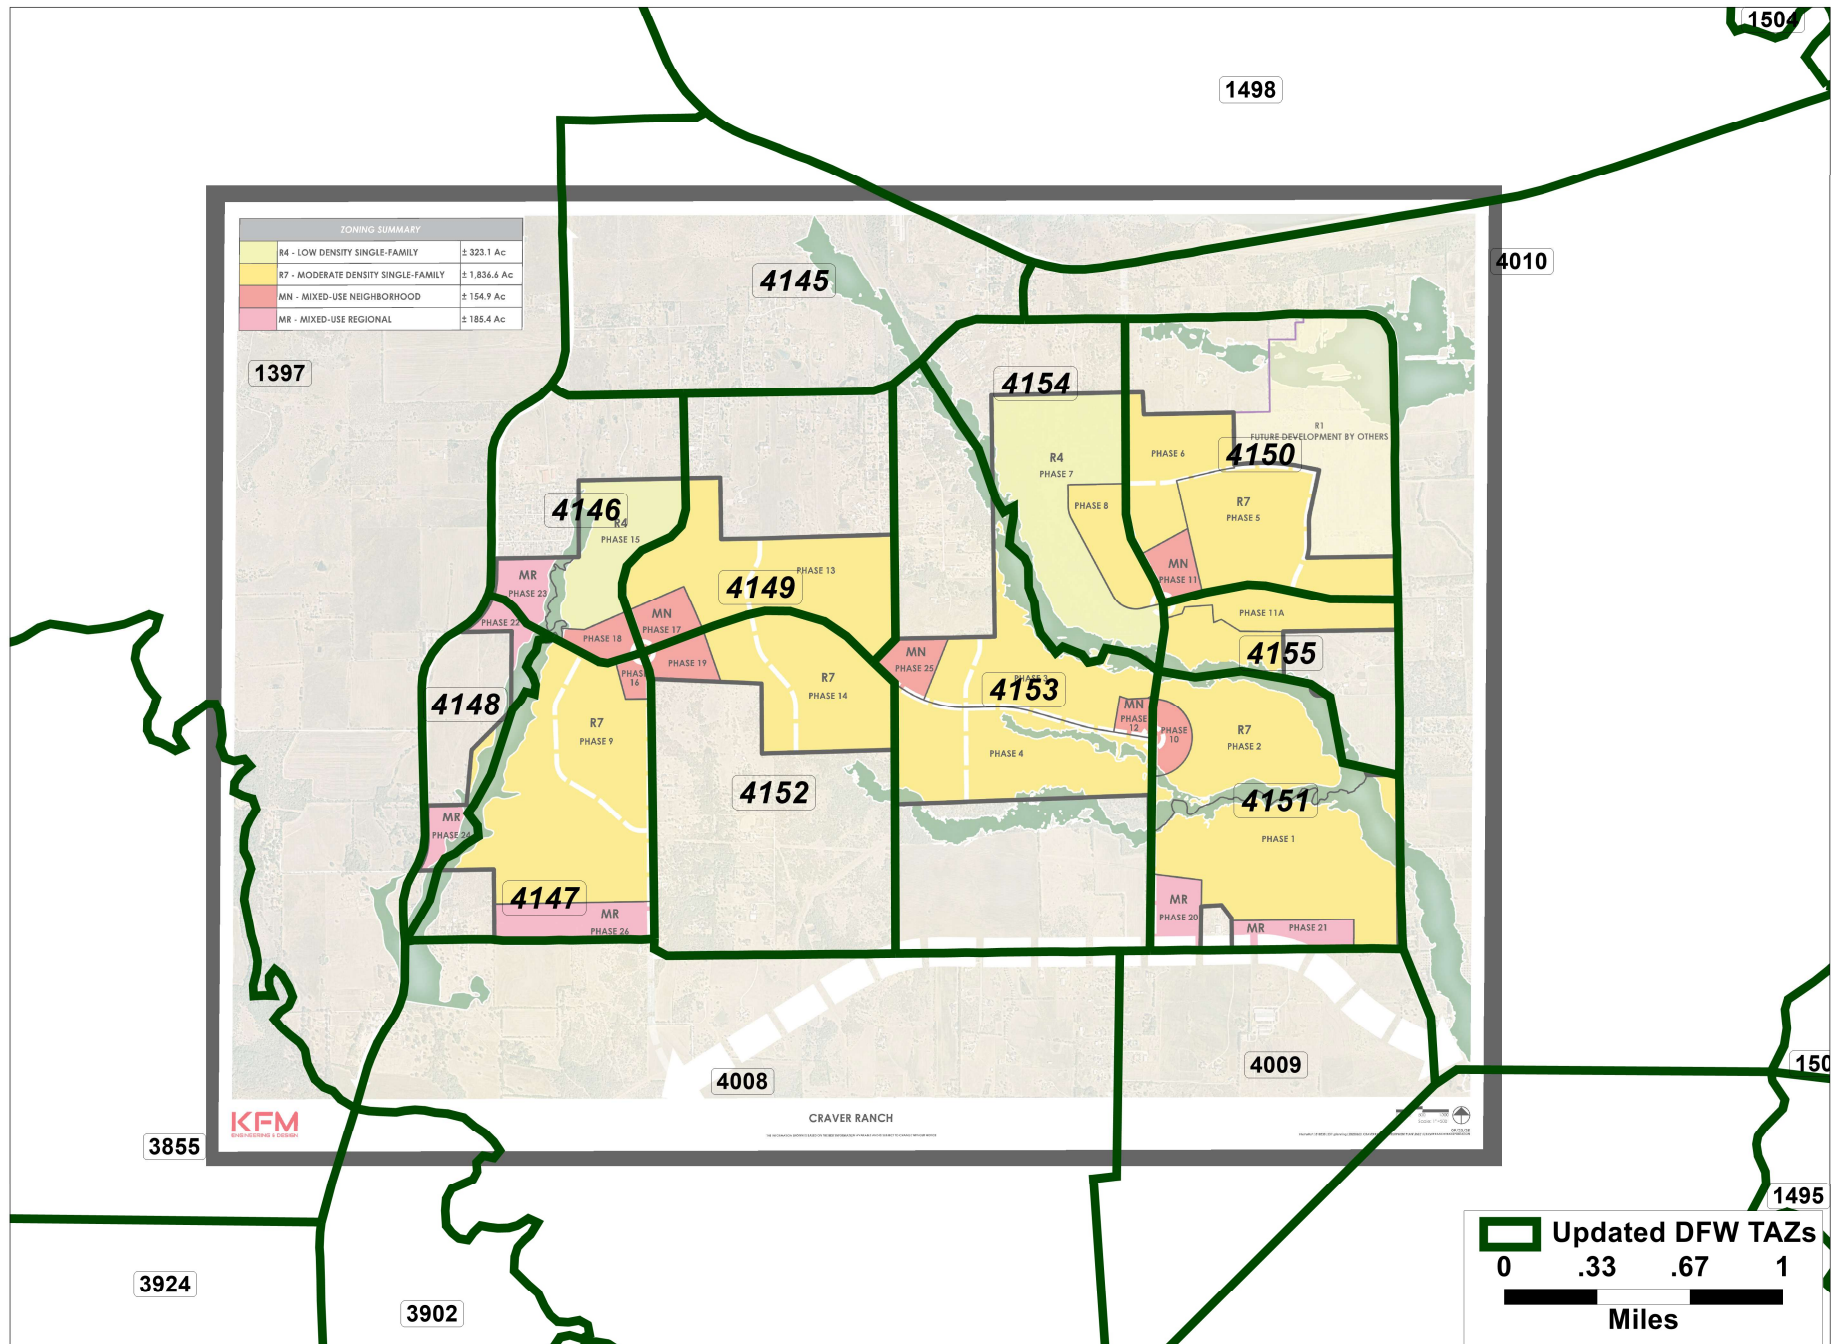 1504
1498
ZONING SUMMARY
R4 - LOW DENSITY SINGLE-FAMILY ± 323.1 Ac
R7 - MODERATE DENSITY SINGLE-FAMILY ± 1,836.6 Ac
MN - MIXED-USE NEIGHBORHOOD ± 154.9 Ac
MR - MIXED-USE REGIONAL ± 185.4 Ac
4145
4010
1397
4154
R1
FUTURE DEVELOPMENT BY OTHERS
4150
R4
PHASE 7
PHASE 6
PHASE 8
R7
PHASE 5
4146
R4
PHASE 15
MN
PHASE 11
MR
PHASE 23
PHASE 13
4149
PHASE 22
MN
PHASE 17
PHASE 18
PHASE 11A
PHASE 19
PHASE
16
MN
PHASE 25
4155
R7
PHASE 14
PHASE 3
4153
4148
R7
PHASE 9
MN
PHASE
12
PHASE
10
R7
PHASE 2
PHASE 4
4152
4151
MR
PHASE 24
PHASE 1
4147
MR
PHASE 26
MR
PHASE 20
MR
PHASE 21
4008
4009
150
KFM
ENGINEERING & DESIGN
CRAVER RANCH
3855
1495
3924
3902
Updated DFW TAZs
0 .33 .67 1
Miles